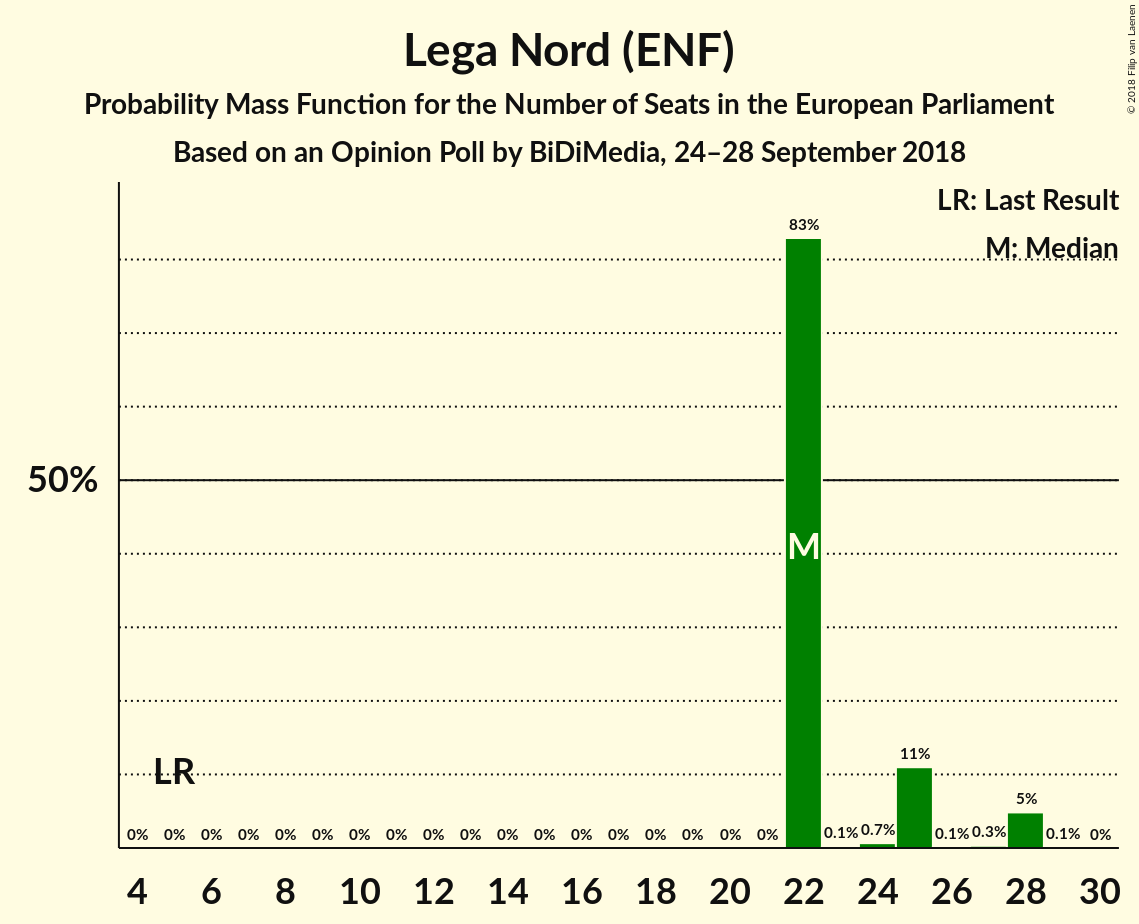 Lega Nord (ENF)
Probability Mass Function for the Number of Seats in the European Parliament
Based on an Opinion Poll by BiDiMedia, 24–28 September 2018
© 2018 Filip van Laenen
LR: Last Result
M: Median
83%
50%
M
LR
11%
5%
0% 0% 0% 0% 0% 0% 0% 0% 0% 0% 0% 0% 0% 0% 0% 0% 0% 0% 0.1% 0.7% 0.1% 0.3% 0.1% 0%
4 6 8 10 12 14 16 18 20 22 24 26 28 30